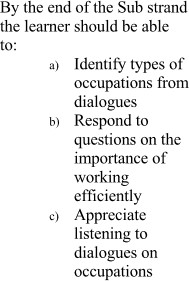 By the end of the Sub strand
the learner should be able
to:
a) Identify types of
occupations from
dialogues
b) Respond to
questions on the
importance of
working
efficiently
c) Appreciate
listening to
dialogues on
occupations